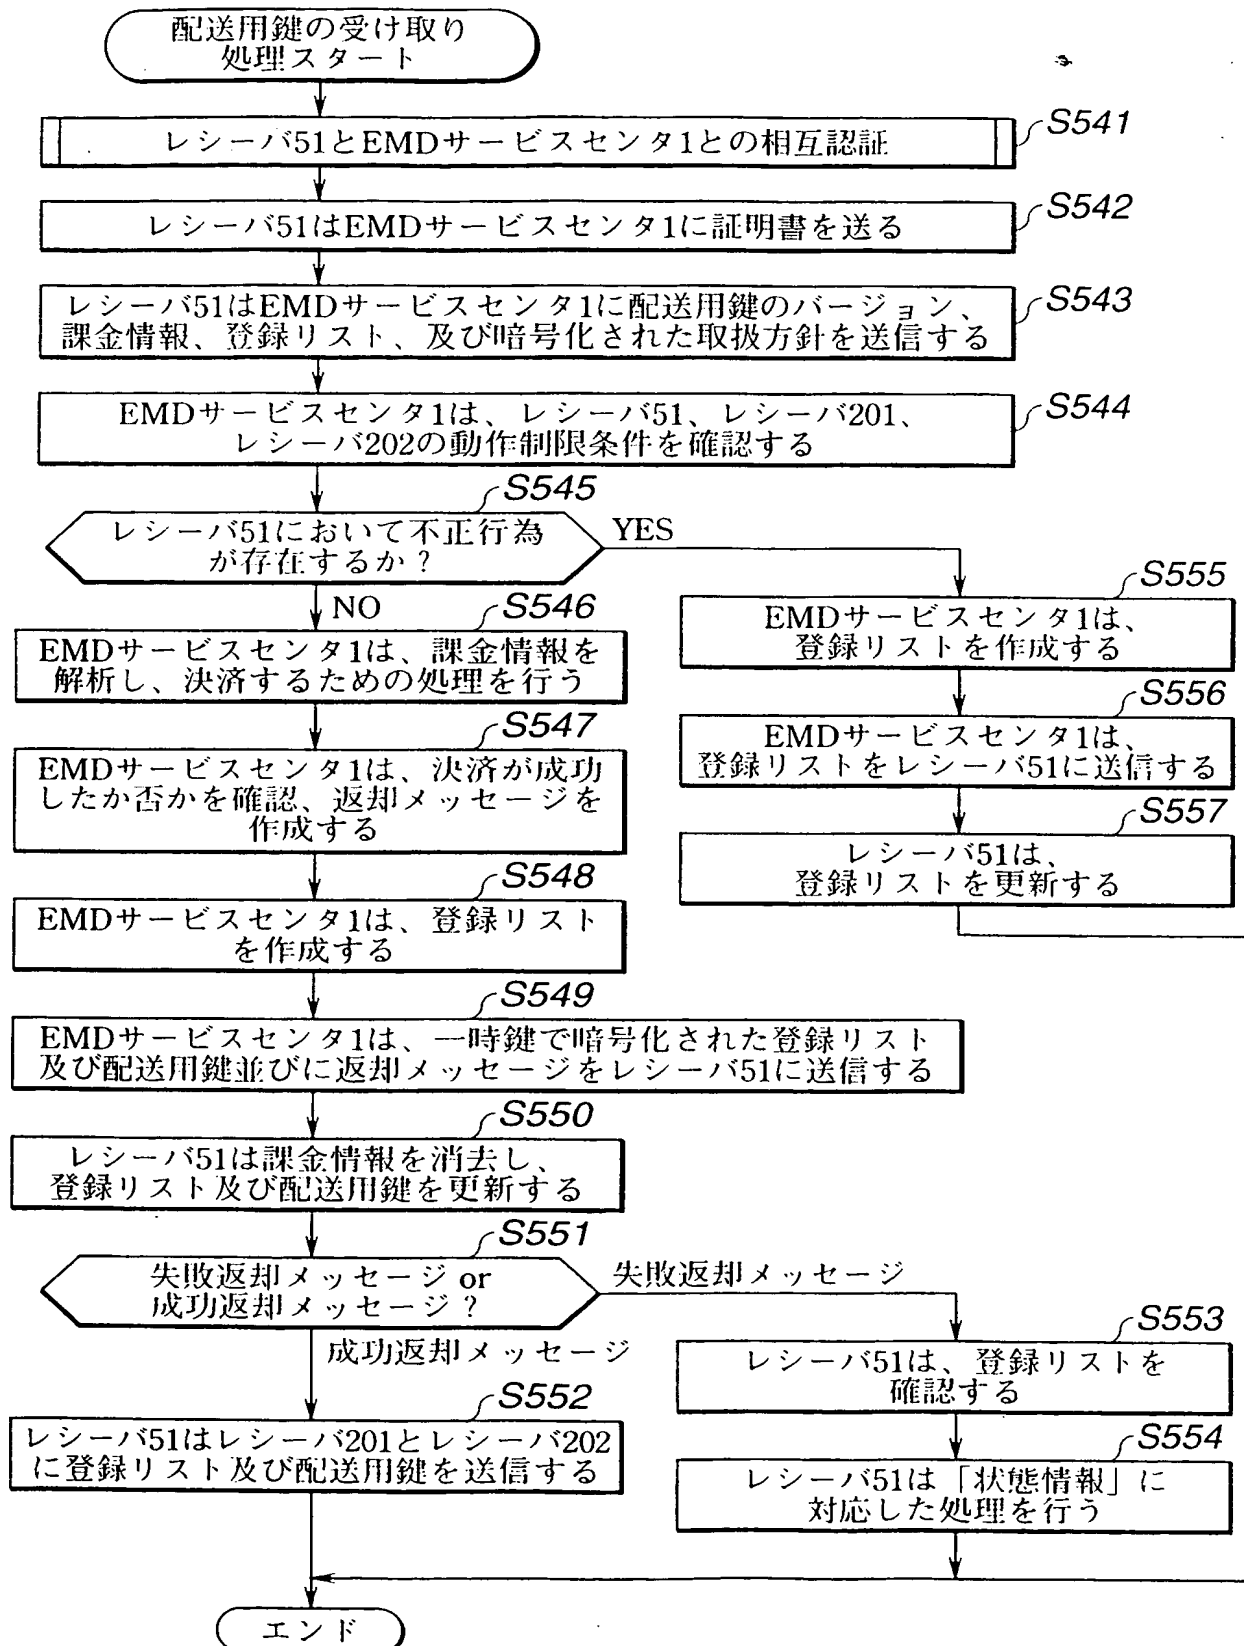 配送用鍵の受け取り
処理スタート
レシーバ51とEMDサービスセンタ1との相互認証
S541
レシーバ51はEMDサービスセンタ1に証明書を送る
S542
レシーバ51はEMDサービスセンタ1に配送用鍵のバージョン、
課金情報、登録リスト、及び暗号化された取扱方針を送信する
S543
EMDサービスセンタ1は、レシーバ51、レシーバ201、
レシーバ202の動作制限条件を確認する
S544
S545
レシーバ51において不正行為
が存在するか?
YES
NO
S546
EMDサービスセンタ1は、課金情報を
解析し、決済するための処理を行う
S547
EMDサービスセンタ1は、決済が成功
したか否かを確認、返却メッセージを
作成する
S548
EMDサービスセンタ1は、登録リスト
を作成する
S549
EMDサービスセンタ1は、一時鍵で暗号化された登録リスト
及び配送用鍵並びに返却メッセージをレシーバ51に送信する
S550
レシーバ51は課金情報を消去し、
登録リスト及び配送用鍵を更新する
S551
失敗返却メッセージ or
成功返却メッセージ?
失敗返却メッセージ
成功返却メッセージ
S552
レシーバ51はレシーバ201とレシーバ202
に登録リスト及び配送用鍵を送信する
S553
レシーバ51は、登録リストを
確認する
S554
レシーバ51は「状態情報」に
対応した処理を行う
S555
EMDサービスセンタ1は、
登録リストを作成する
S556
EMDサービスセンタ1は、
登録リストをレシーバ51に送信する
S557
レシーバ51は、
登録リストを更新する
エンド